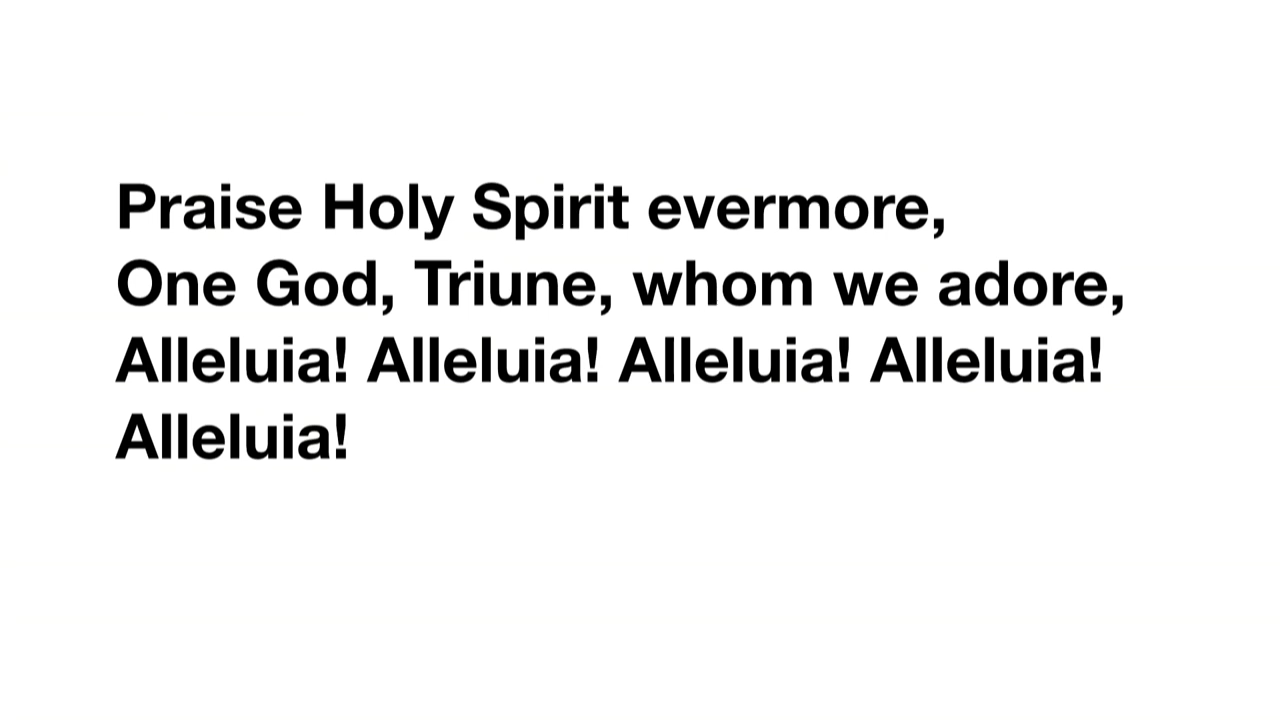 Praise Holy Spirit evermore,
One God, Triune, whom we adore,
Alleluia! Alleluia! Alleluia! Alleluia!
Alleluia!